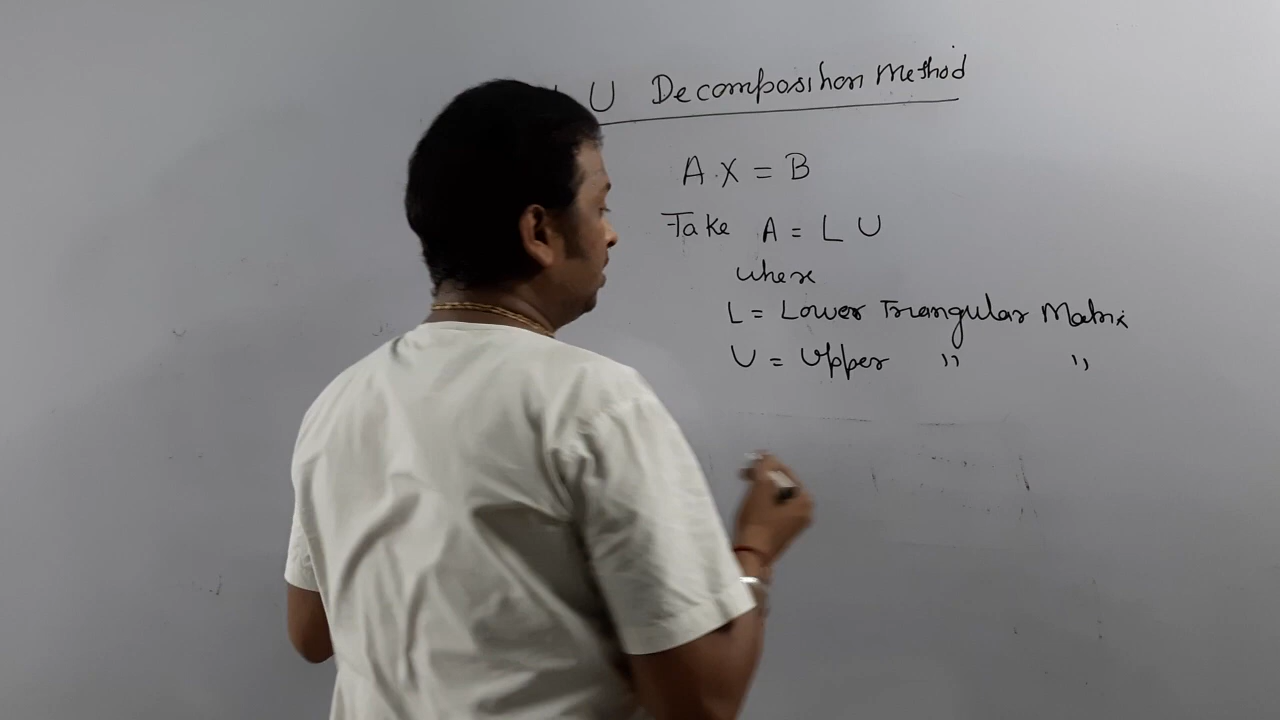 U Decomposition Method
A.X = B
Take A = L U
where
L = Lower Triangular Matrix
U = Upper " "